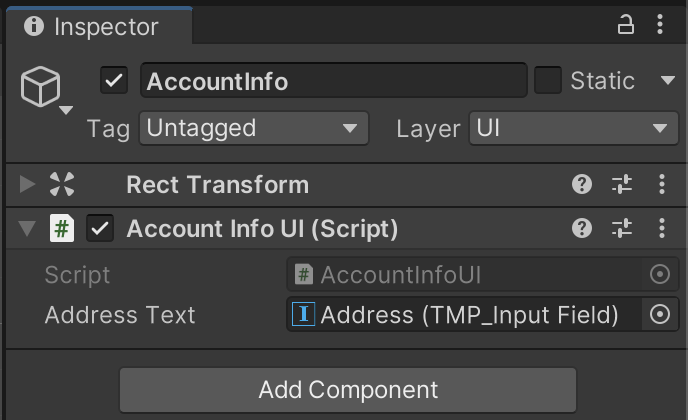 Inspector
AccountInfo
Static
Tag Untagged Layer UI
Rect Transform
# Account Info UI (Script)
Script # AccountInfoUI
Address Text I Address (TMP_Input Field)
Add Component